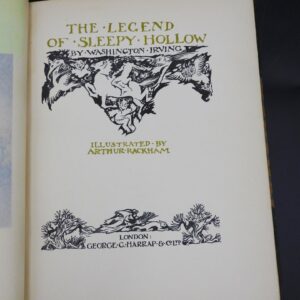 THE · LEGEND
OF · SLEEPY · HOLLOW
BY · WASHINGTON · IRVING
ILLUSTRATED · BY
ARTHUR · RACKHAM
LONDON:
GEORGE · G · HARRAP · & · CO LTD